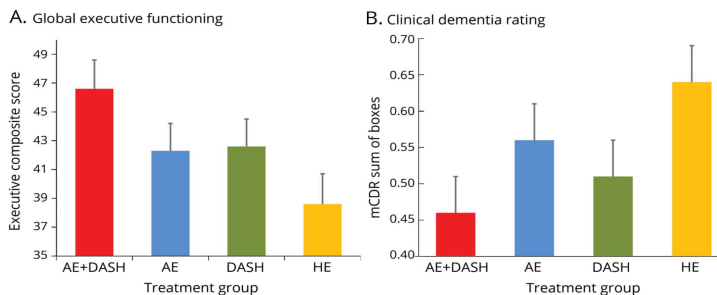 A. Global executive functioning
Executive composite score
49
47
45
43
41
39
37
35
AE+DASH AE DASH HE
Treatment group
B. Clinical dementia rating
mCDR sum of boxes
0.70
0.65
0.60
0.55
0.50
0.45
0.40
AE+DASH AE DASH HE
Treatment group